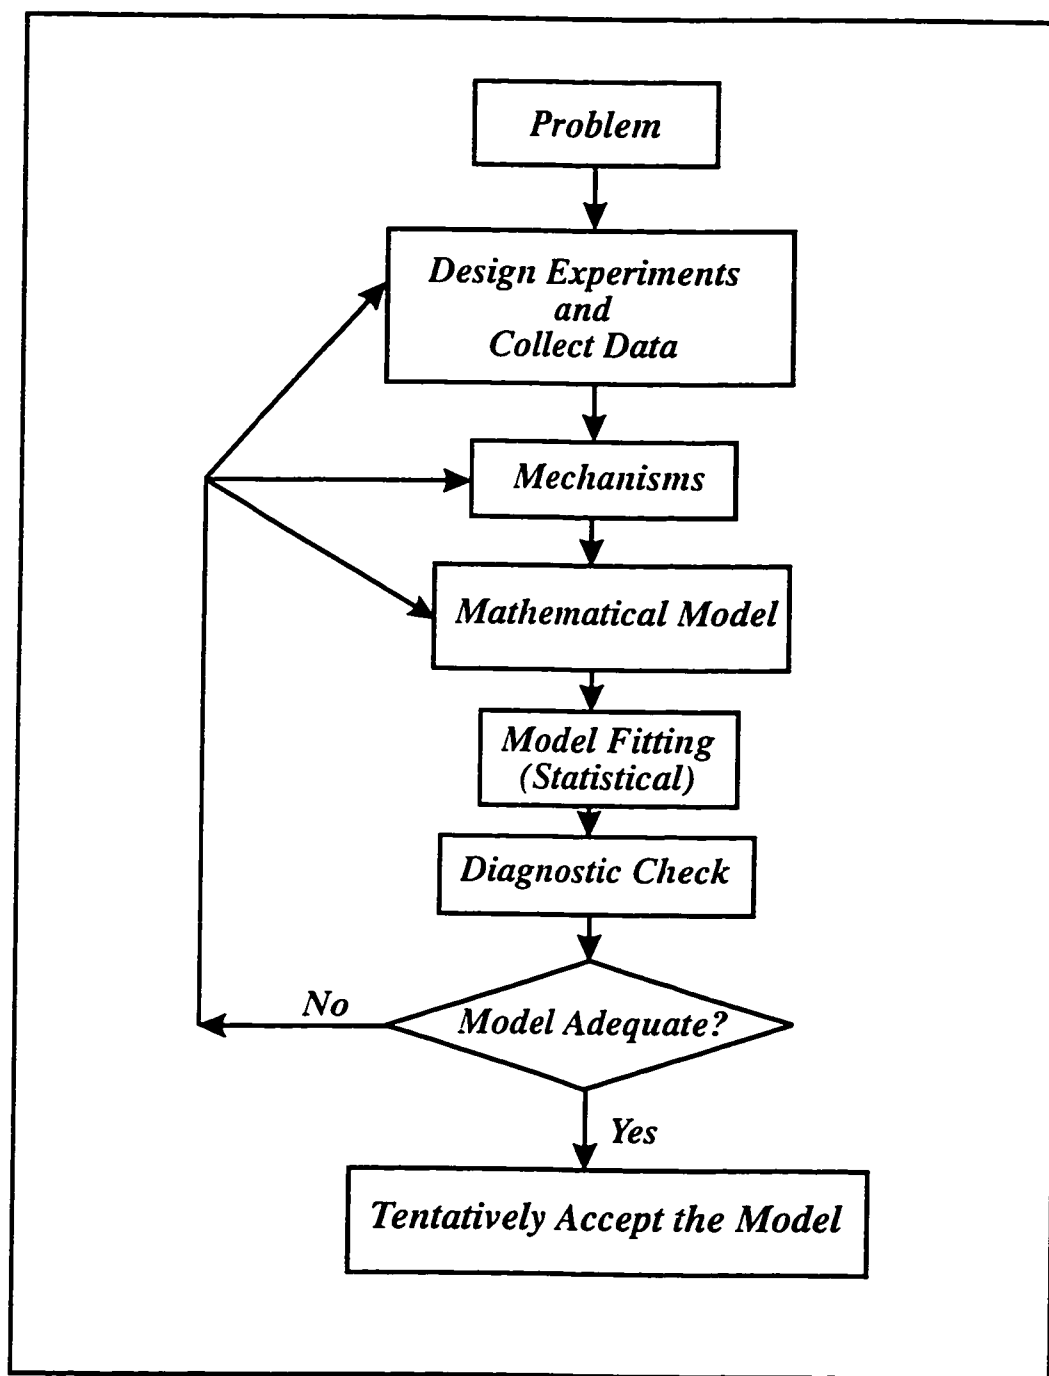 Problem
Design Experiments
and
Collect Data
Mechanisms
Mathematical Model
Model Fitting
(Statistical)
Diagnostic Check
No
Model Adequate?
Yes
Tentatively Accept the Model